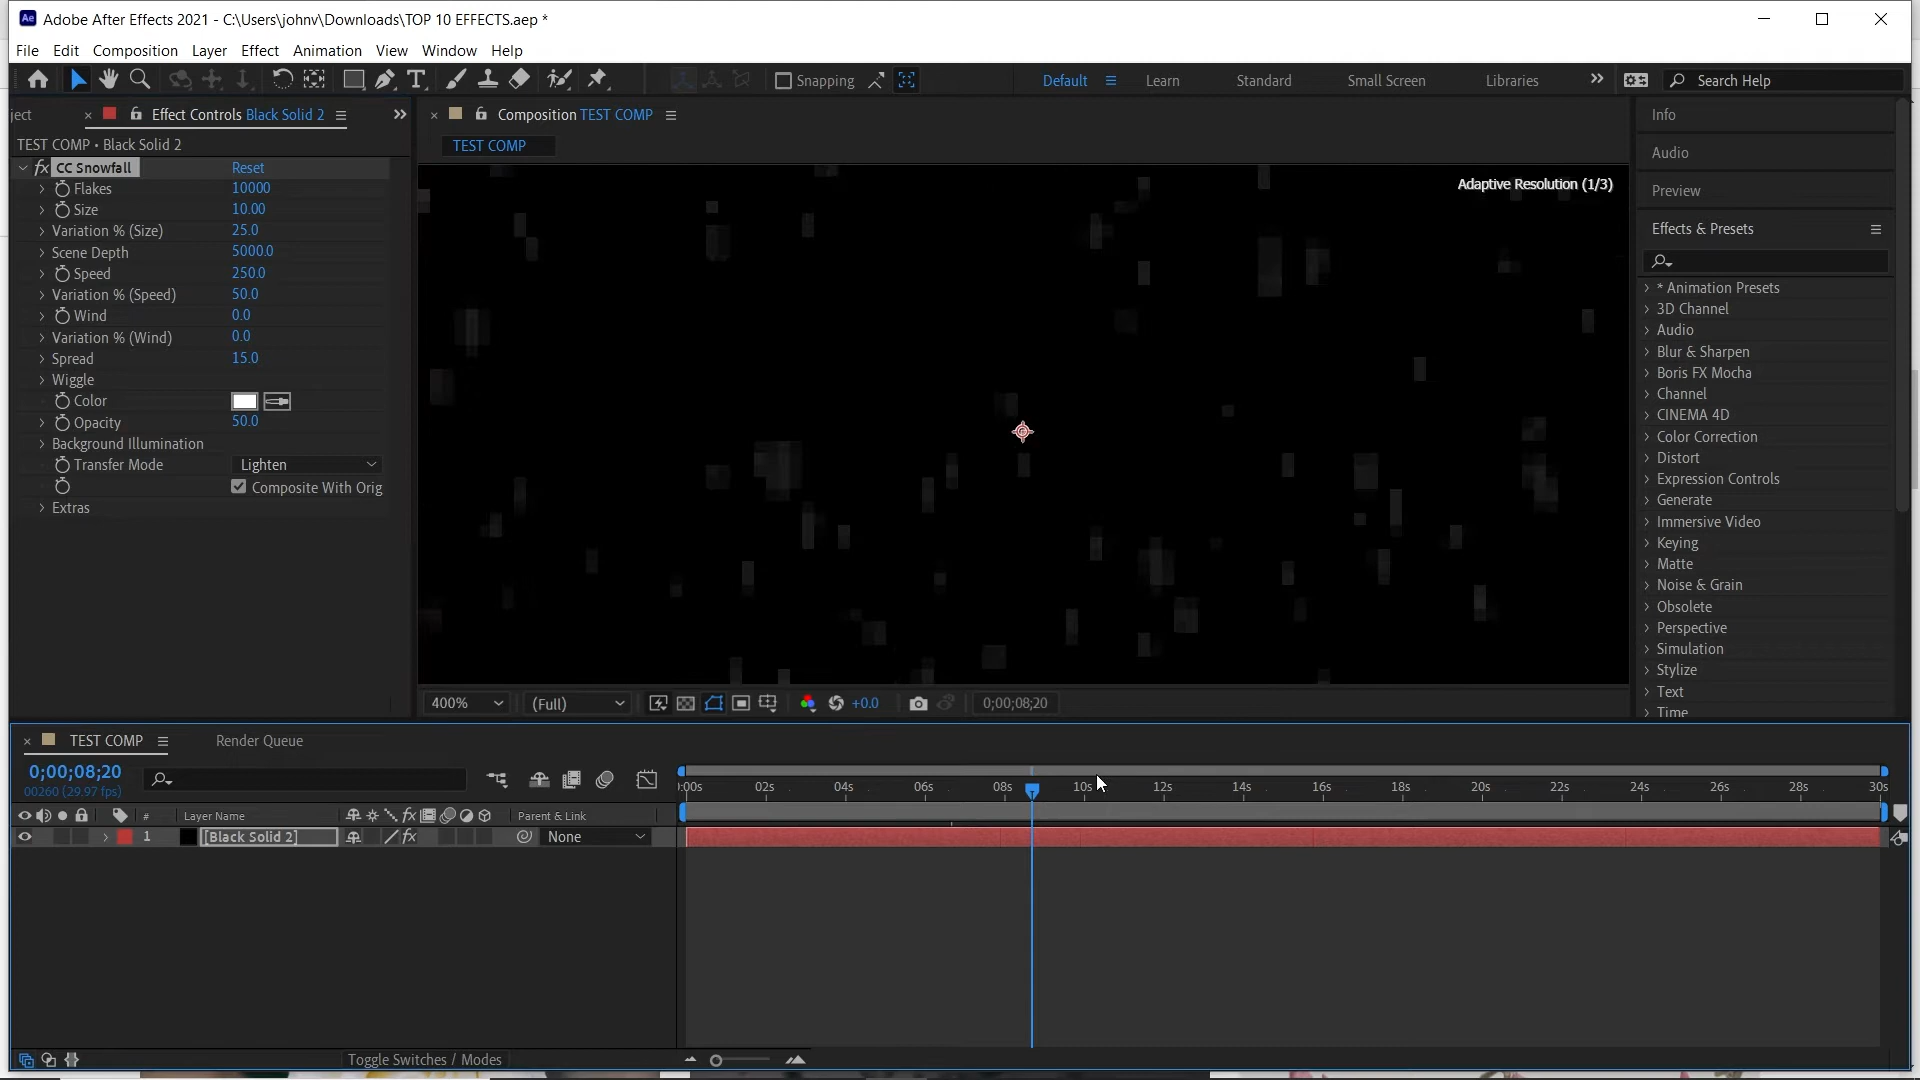 Adobe After Effects 2021 - C:\Users\johnv\Downloads\TOP 10 EFFECTS.aep *
File Edit Composition Layer Effect Animation View Window Help
Snapping Default Learn Standard Small Screen Libraries Search Help
ject Effect Controls Black Solid 2
TEST COMP • Black Solid 2
fx CC Snowfall Reset
Flakes 10000
Size 10.00
Variation % (Size) 25.0
Scene Depth 5000.0
Speed 250.0
Variation % (Speed) 50.0
Wind 0.0
Variation % (Wind) 0.0
Spread 15.0
Wiggle
Color
Opacity 50.0
Background Illumination
Transfer Mode Lighten
Composite With Orig
Extras
Composition TEST COMP
TEST COMP
Adaptive Resolution (1/3)
400% (Full) +0.0 0;00;08;20
Info
Audio
Preview
Effects & Presets
* Animation Presets
3D Channel
Audio
Blur & Sharpen
Boris FX Mocha
Channel
CINEMA 4D
Color Correction
Distort
Expression Controls
Generate
Immersive Video
Keying
Matte
Noise & Grain
Obsolete
Perspective
Simulation
Stylize
Text
Time
TEST COMP Render Queue
0;00;08;20
00260 (29.97 fps)
:00s 02s 04s 06s 08s 10s 12s 14s 16s 18s 20s 22s 24s 26s 28s 30s
# Layer Name fx Parent & Link
1 [Black Solid 2] fx None
Toggle Switches / Modes